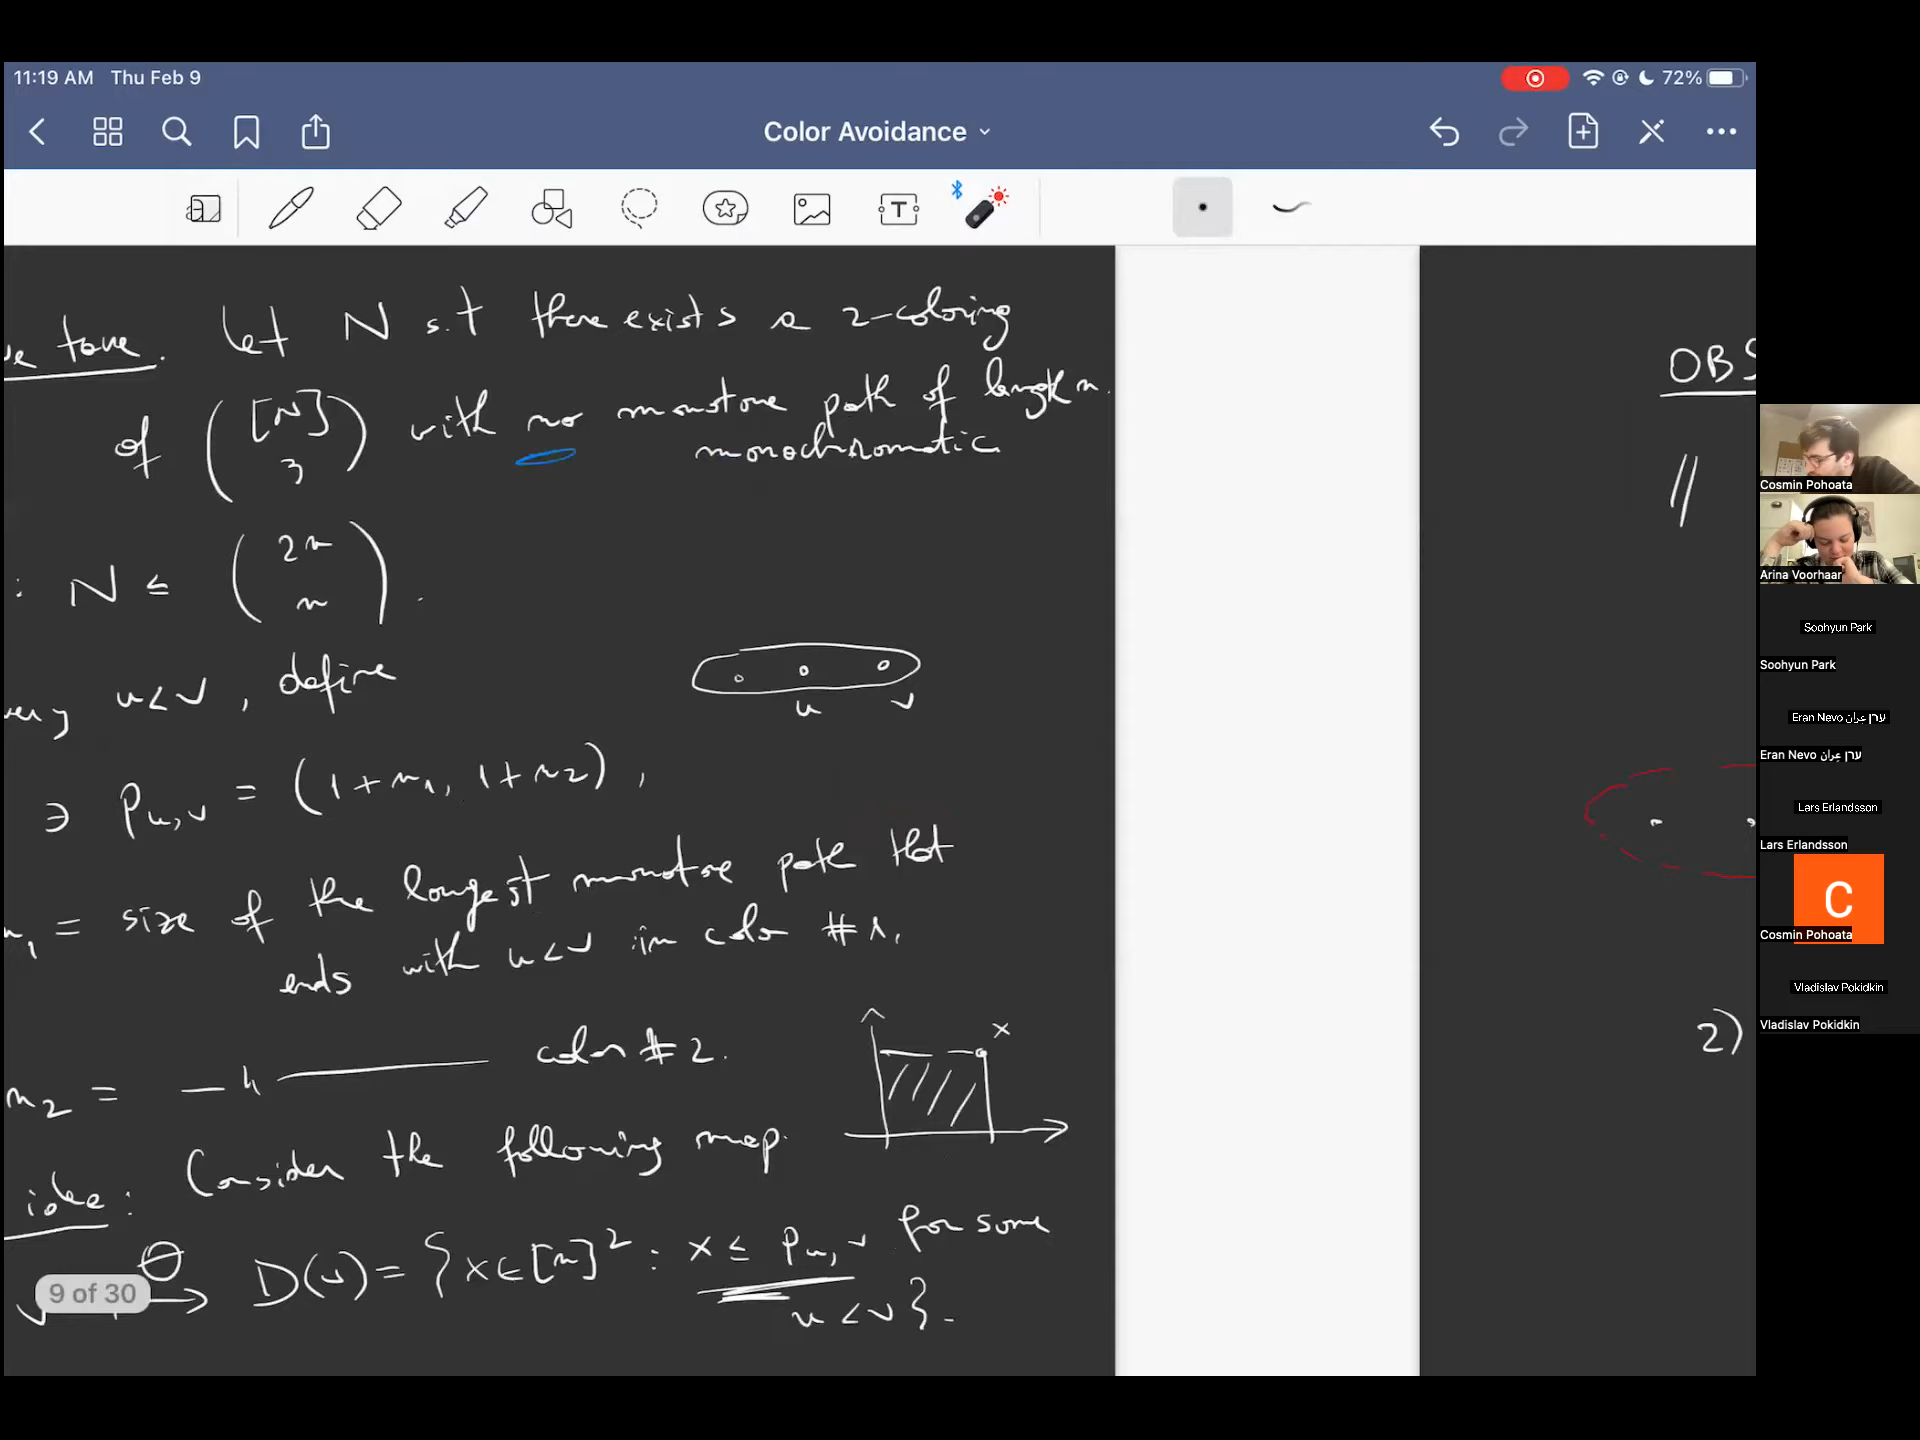 11:19 AM Thu Feb 9
72%
Color Avoidance
Let N s.t there exists a 2-coloring
of ([N] 3) with no monotone path of length n.
monochromatic
: N ≤ (2n n).
u<v, define
u v
∋ Pu,v = (1+n1, 1+n2),
n1 = size of the longest monotone path that
ends with u<v in color #1.
n2 = —"— color #2.
x
idea: Consider the following map.
v → D(v) = {x∈[n]²: x ≤ Pu,v for some
u<v}.
9 of 30
OBS
//
2)
Cosmin Pohoata
Arina Voorhaar
Soohyun Park
Soohyun Park
Eran Nevo ערן عران
Eran Nevo ערן عِران
Lars Erlandsson
Lars Erlandsson
C
Cosmin Pohoata
Vladislav Pokidkin
Vladislav Pokidkin